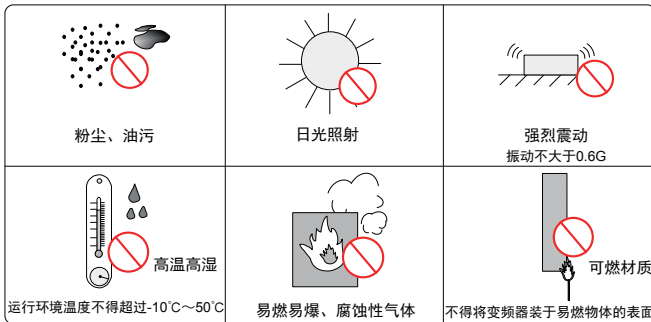 粉尘、油污
日光照射
强烈震动
振动不大于0.6G
高温高湿
运行环境温度不得超过-10℃～50℃
易燃易爆、腐蚀性气体
可燃材质
不得将变频器装于易燃物体的表面